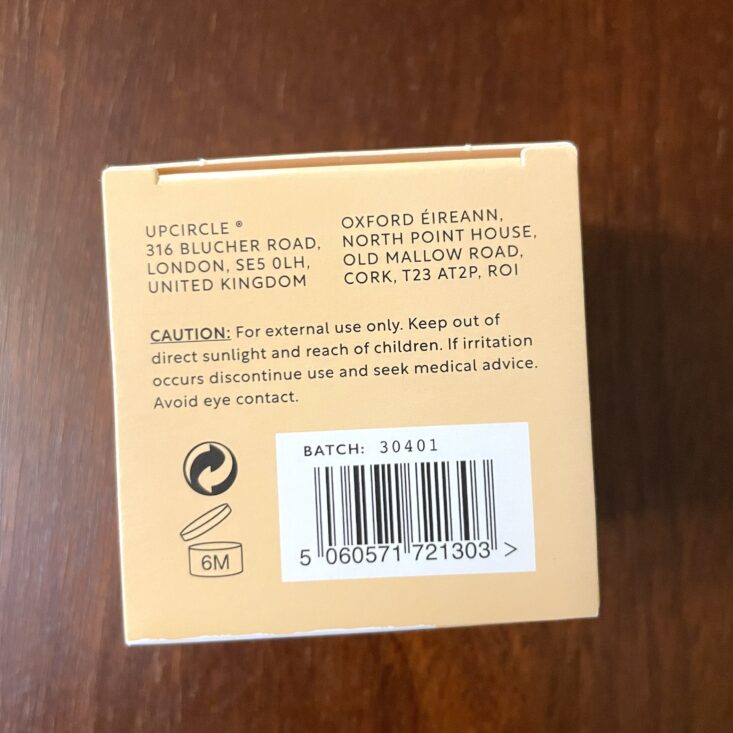 UPCIRCLE ®
316 BLUCHER ROAD,
LONDON, SE5 0LH,
UNITED KINGDOM
OXFORD ÉIREANN,
NORTH POINT HOUSE,
OLD MALLOW ROAD,
CORK, T23 AT2P, ROI
CAUTION: For external use only. Keep out of
direct sunlight and reach of children. If irritation
occurs discontinue use and seek medical advice.
Avoid eye contact.
BATCH: 30401
5 060571 721303 >
6M